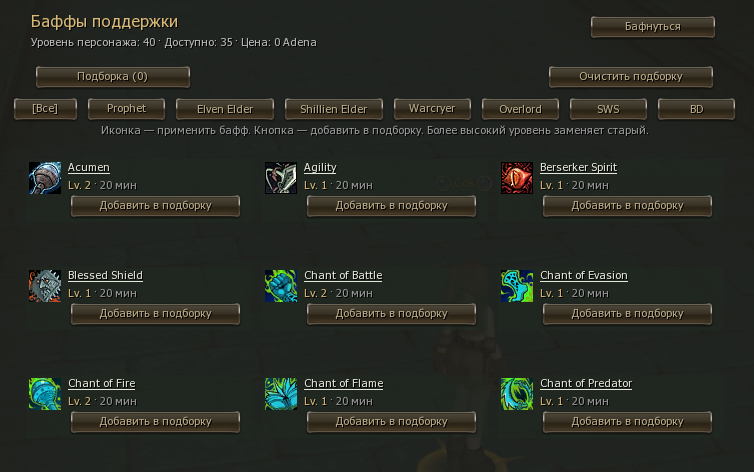 Баффы поддержки
Уровень персонажа: 40 · Доступно: 35 · Цена: 0 Adena
Бафнуться
Подборка (0)
Очистить подборку
[Все]
Prophet
Elven Elder
Shillien Elder
Warcryer
Overlord
SWS
BD
Иконка — применить бафф. Кнопка — добавить в подборку. Более высокий уровень заменяет старый.
Acumen
Lv. 2 · 20 мин
Добавить в подборку
Agility
Lv. 1 · 20 мин
Добавить в подборку
Berserker Spirit
Lv. 1 · 20 мин
Добавить в подборку
Blessed Shield
Lv. 1 · 20 мин
Добавить в подборку
Chant of Battle
Lv. 2 · 20 мин
Добавить в подборку
Chant of Evasion
Lv. 1 · 20 мин
Добавить в подборку
Chant of Fire
Lv. 2 · 20 мин
Добавить в подборку
Chant of Flame
Lv. 1 · 20 мин
Добавить в подборку
Chant of Predator
Lv. 1 · 20 мин
Добавить в подборку